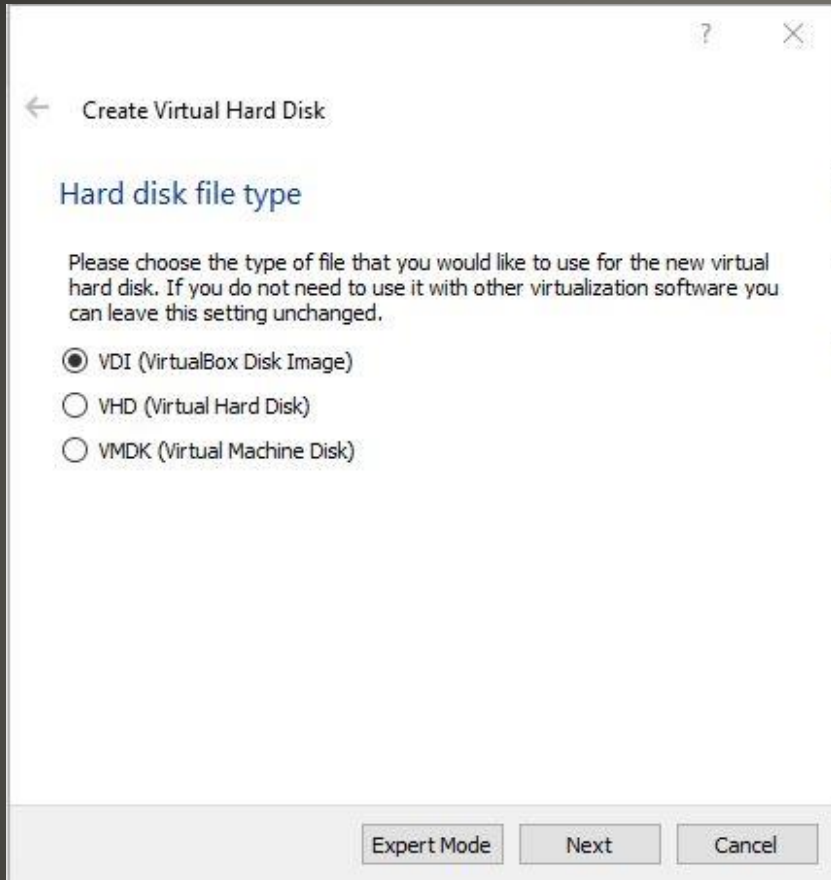 ?
Create Virtual Hard Disk
Hard disk file type
Please choose the type of file that you would like to use for the new virtual
hard disk. If you do not need to use it with other virtualization software you
can leave this setting unchanged.
VDI (VirtualBox Disk Image)
VHD (Virtual Hard Disk)
VMDK (Virtual Machine Disk)
Expert Mode Next Cancel